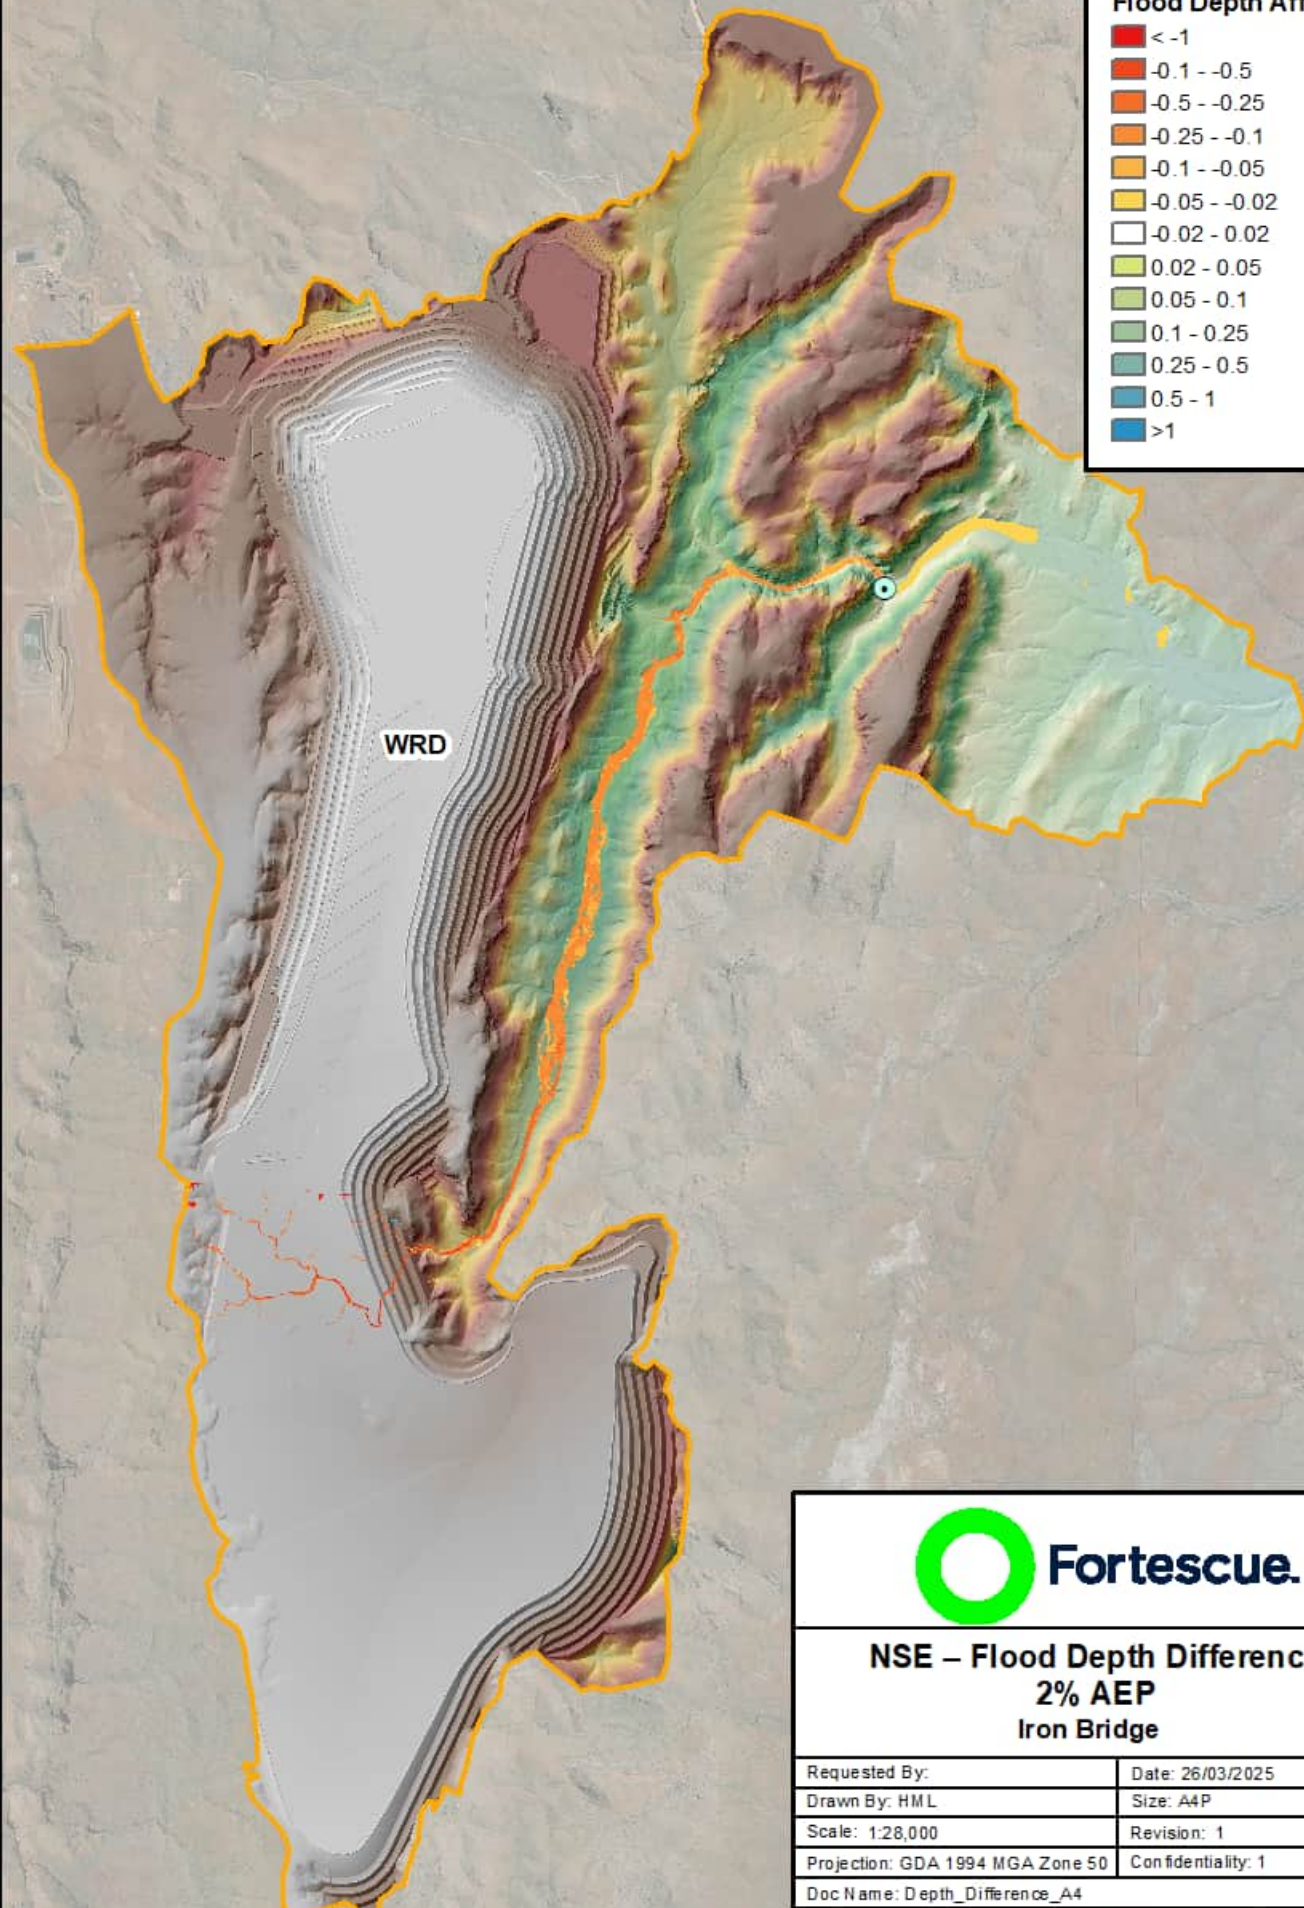 Flood Depth
< -1
-0.1 - -0.5
-0.5 - -0.25
-0.25 - -0.1
-0.1 - -0.05
-0.05 - -0.02
-0.02 - 0.02
0.02 - 0.05
0.05 - 0.1
0.1 - 0.25
0.25 - 0.5
0.5 - 1
>1
WRD
Fortescue.
NSE – Flood Depth Differenc
2% AEP
Iron Bridge
Requested By:
Date: 26/03/2025
Drawn By: HML
Size: A4P
Scale: 1:28,000
Revision: 1
Projection: GDA 1994 MGA Zone 50
Confidentiality: 1
Doc Name: Depth_Difference_A4